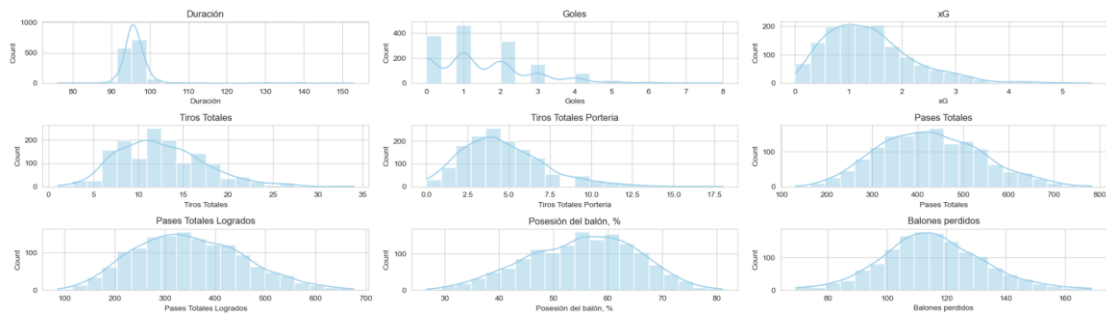 Duración
Goles
xG
Count
1000
500
0
80 90 100 110 120 130 140 150
Duración
Count
400
200
0
0 1 2 3 4 5 6 7 8
Goles
Count
200
100
0
0 1 2 3 4 5
xG
Tiros Totales
Tiros Totales Porteria
Pases Totales
Count
200
100
0
0 5 10 15 20 25 30 35
Tiros Totales
Count
200
100
0
0.0 2.5 5.0 7.5 10.0 12.5 15.0 17.5
Tiros Totales Porteria
Count
100
0
100 200 300 400 500 600 700 800
Pases Totales
Pases Totales Logrados
Posesión del balón, %
Balones perdidos
Count
100
0
100 200 300 400 500 600 700
Pases Totales Logrados
Count
100
0
30 40 50 60 70 80
Posesión del balón, %
Count
100
0
80 100 120 140 160
Balones perdidos